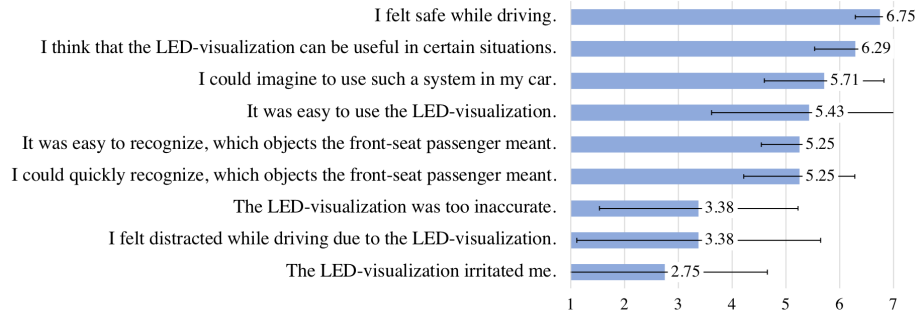 I felt safe while driving. 6.75
I think that the LED-visualization can be useful in certain situations. 6.29
I could imagine to use such a system in my car. 5.71
It was easy to use the LED-visualization. 5.43
It was easy to recognize, which objects the front-seat passenger meant. 5.25
I could quickly recognize, which objects the front-seat passenger meant. 5.25
The LED-visualization was too inaccurate. 3.38
I felt distracted while driving due to the LED-visualization. 3.38
The LED-visualization irritated me. 2.75
1 2 3 4 5 6 7